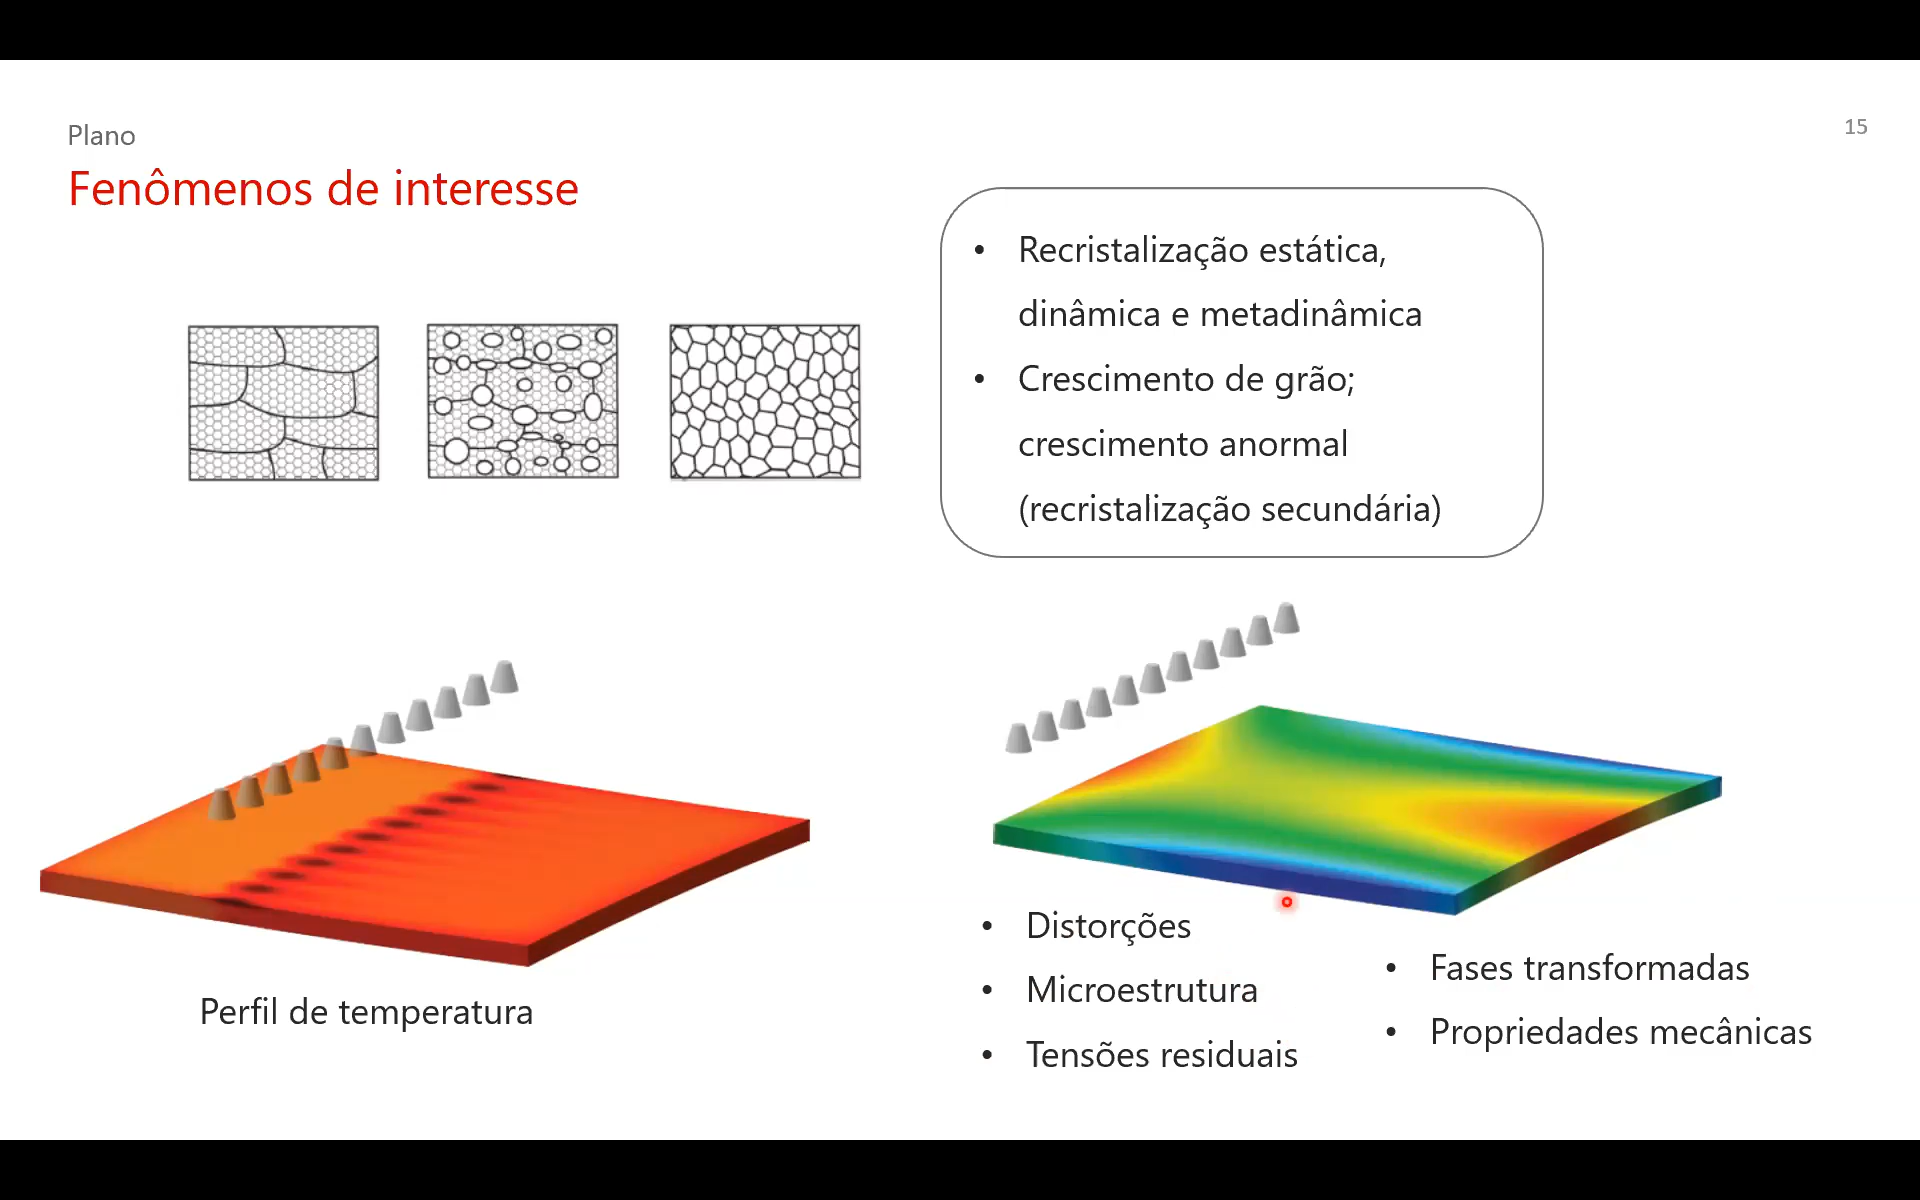 Plano
15
Fenômenos de interesse
• Recristalização estática,
dinâmica e metadinâmica
• Crescimento de grão;
crescimento anormal
(recristalização secundária)
Perfil de temperatura
• Distorções
• Microestrutura
• Tensões residuais
• Fases transformadas
• Propriedades mecânicas